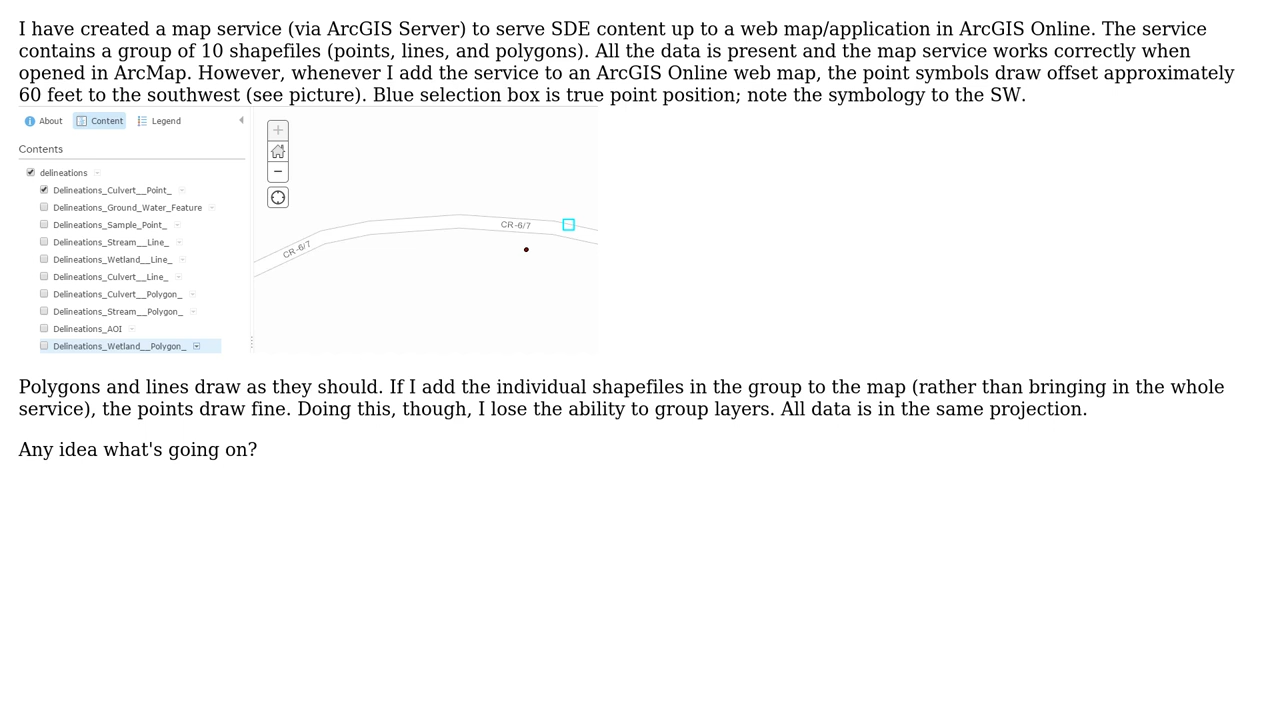 I have created a map service (via ArcGIS Server) to serve SDE content up to a web map/application in ArcGIS Online. The service
contains a group of 10 shapefiles (points, lines, and polygons). All the data is present and the map service works correctly when
opened in ArcMap. However, whenever I add the service to an ArcGIS Online web map, the point symbols draw offset approximately
60 feet to the southwest (see picture). Blue selection box is true point position; note the symbology to the SW.
About Content Legend
Contents
delineations
Delineations_Culvert__Point_
Delineations_Ground_Water_Feature
Delineations_Sample_Point_
Delineations_Stream__Line_
Delineations_Wetland__Line_
Delineations_Culvert__Line_
Delineations_Culvert__Polygon_
Delineations_Stream__Polygon_
Delineations_AOI
Delineations_Wetland__Polygon_
CR-6/7
CR-6/7
Polygons and lines draw as they should. If I add the individual shapefiles in the group to the map (rather than bringing in the whole
service), the points draw fine. Doing this, though, I lose the ability to group layers. All data is in the same projection.
Any idea what's going on?